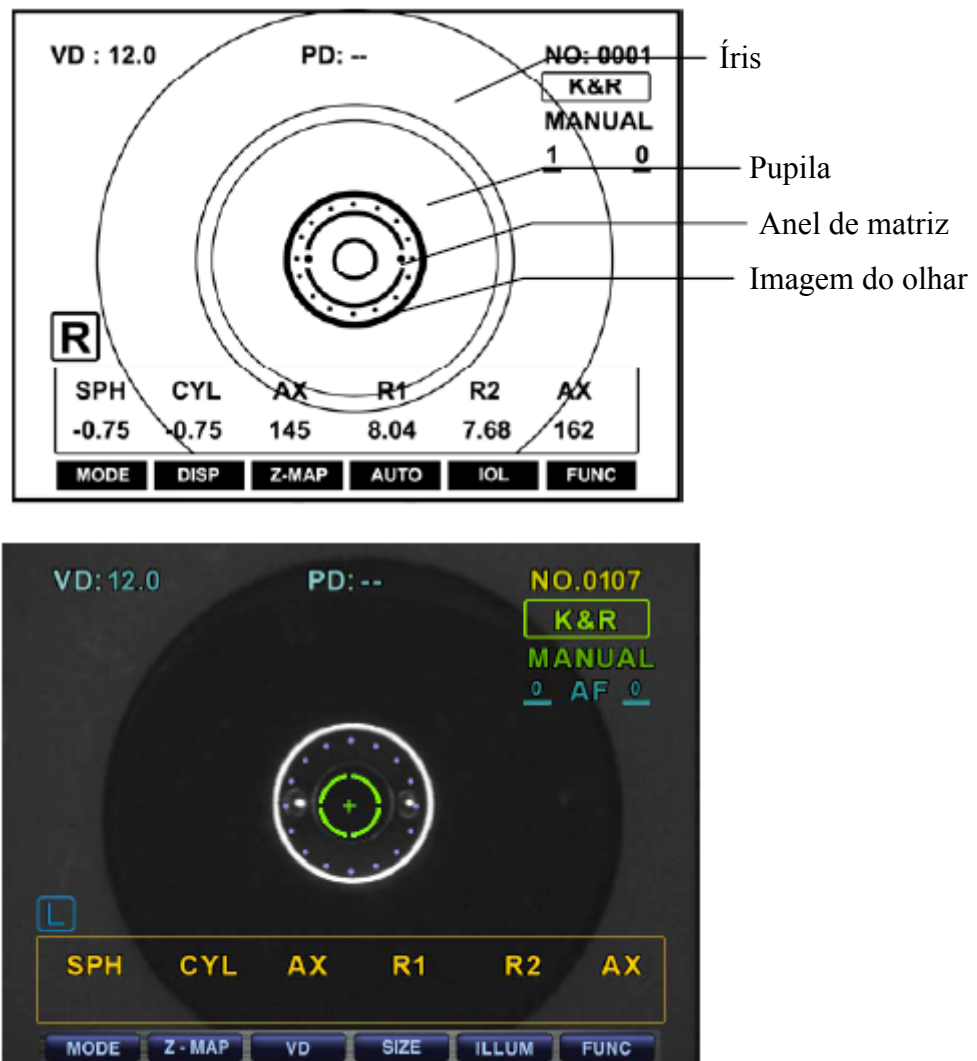 VD : 12.0 PD: -- NO: 0001
Íris
K&R
MANUAL
1 0
Pupila
Anel de matriz
Imagem do olhar
R
SPH CYL AX R1 R2 AX
-0.75 -0.75 145 8.04 7.68 162
MODE DISP Z-MAP AUTO IOL FUNC
VD: 12.0 PD: -- NO.0107
K&R
MANUAL
0 AF 0
L
SPH CYL AX R1 R2 AX
MODE Z - MAP VD SIZE ILLUM FUNC